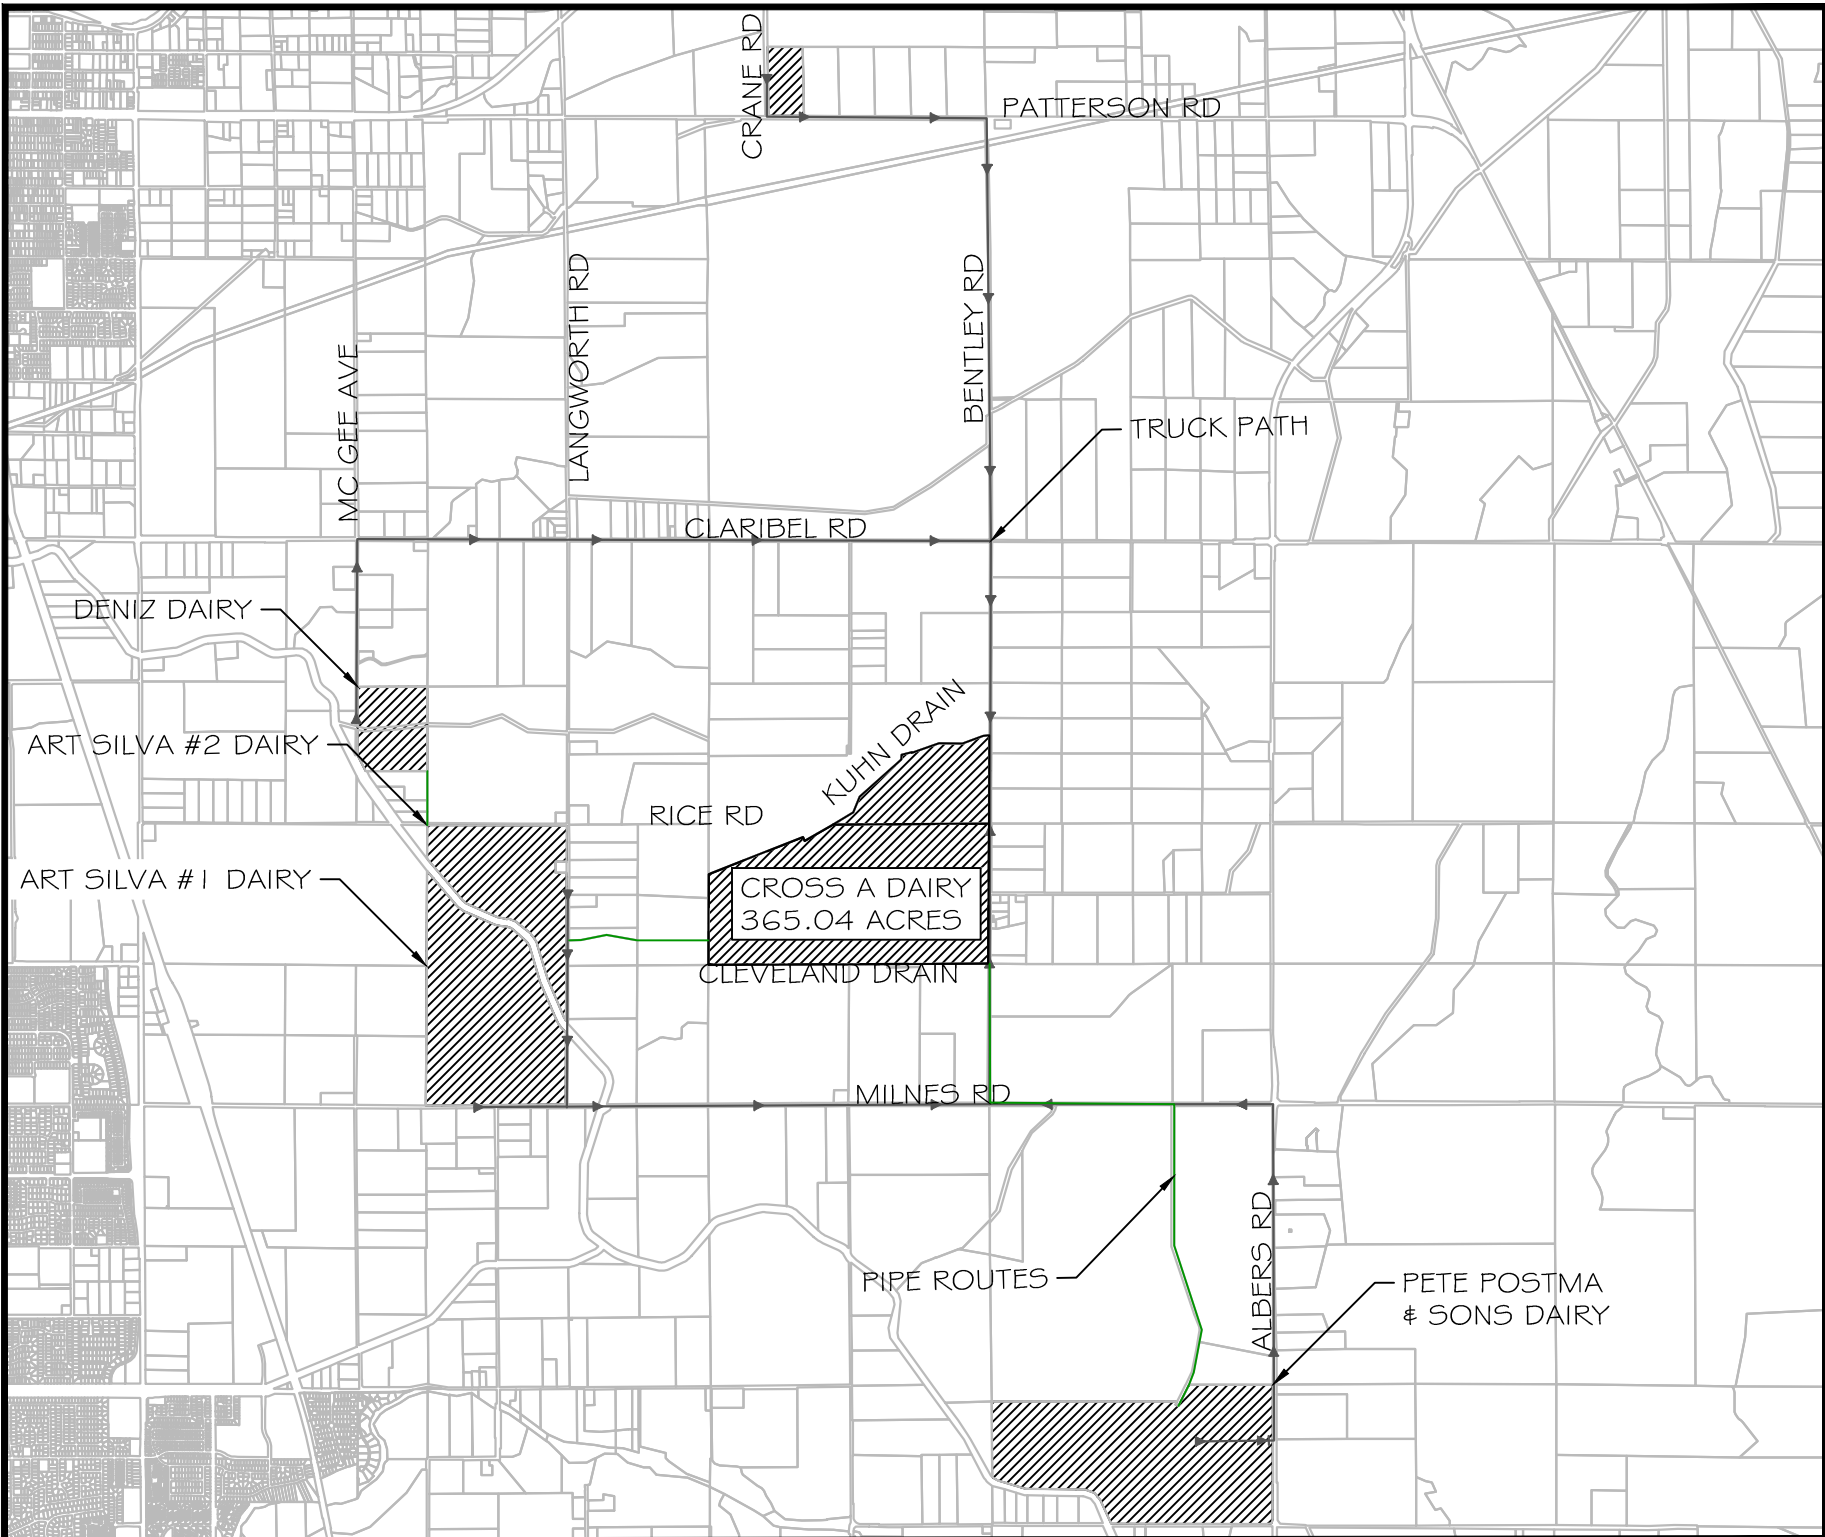 CRANE RD
PATTERSON RD
MC GEE AVE
LANGWORTH RD
BENTLEY RD
TRUCK PATH
CLARIBEL RD
DENIZ DAIRY
KUHN DRAIN
ART SILVA #2 DAIRY
RICE RD
ART SILVA #1 DAIRY
CROSS A DAIRY
365.04 ACRES
CLEVELAND DRAIN
MILNES RD
ALBERS RD
PIPE ROUTES
PETE POSTMA
& SONS DAIRY